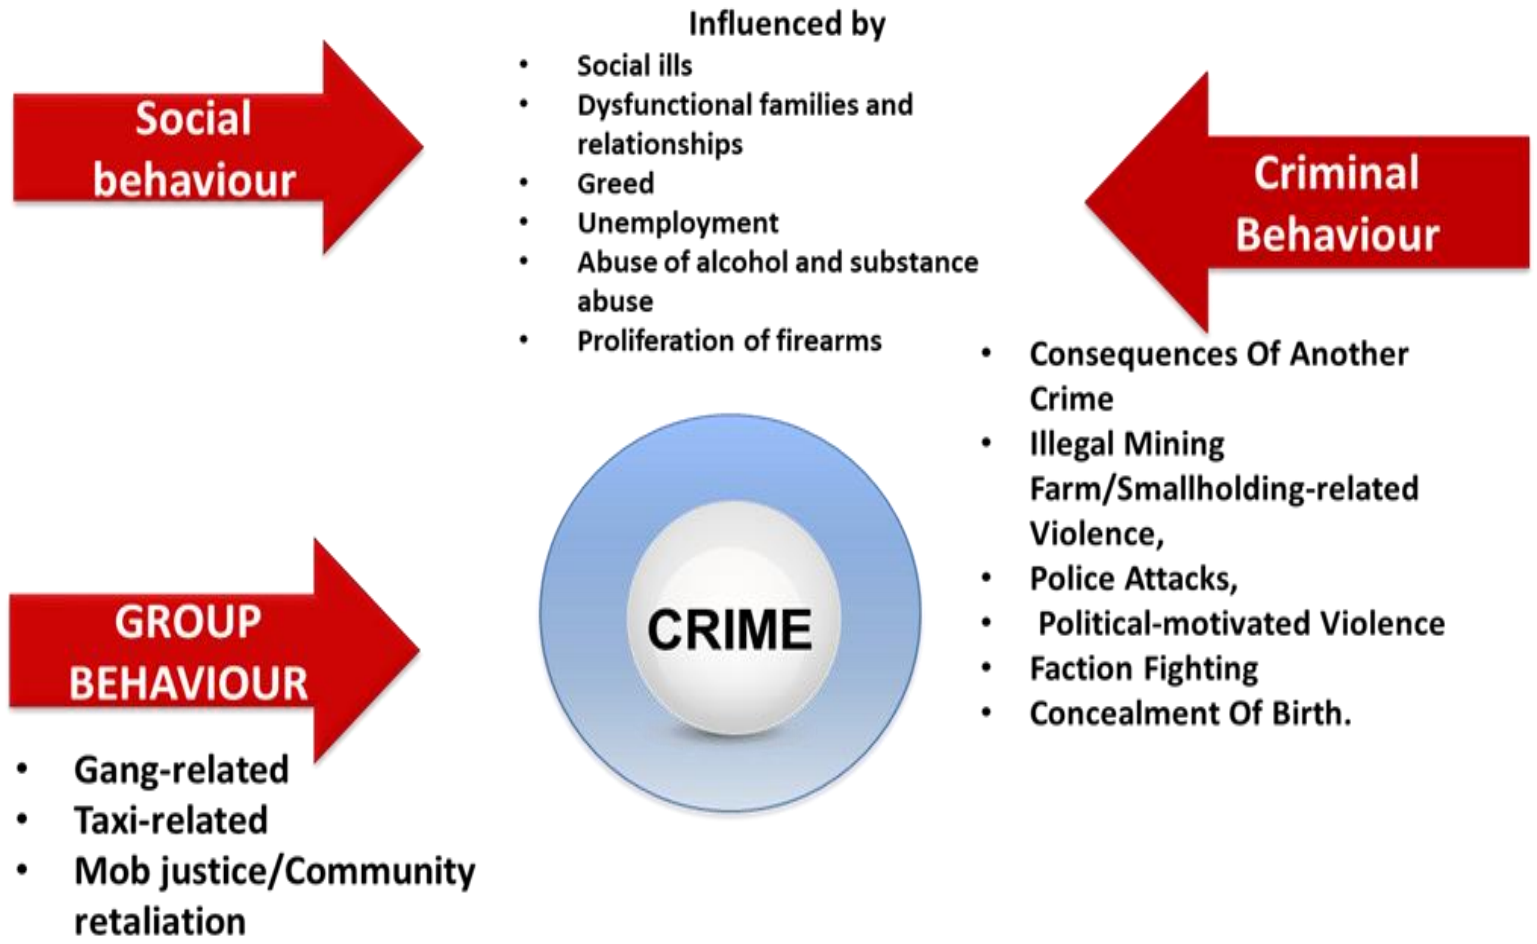 Social
behaviour
Influenced by
• Social ills
• Dysfunctional families and
relationships
• Greed
• Unemployment
• Abuse of alcohol and substance
abuse
• Proliferation of firearms
Criminal
Behaviour
• Consequences Of Another
Crime
• Illegal Mining
Farm/Smallholding-related
Violence,
• Police Attacks,
• Political-motivated Violence
• Faction Fighting
• Concealment Of Birth.
CRIME
GROUP
BEHAVIOUR
• Gang-related
• Taxi-related
• Mob justice/Community
retaliation